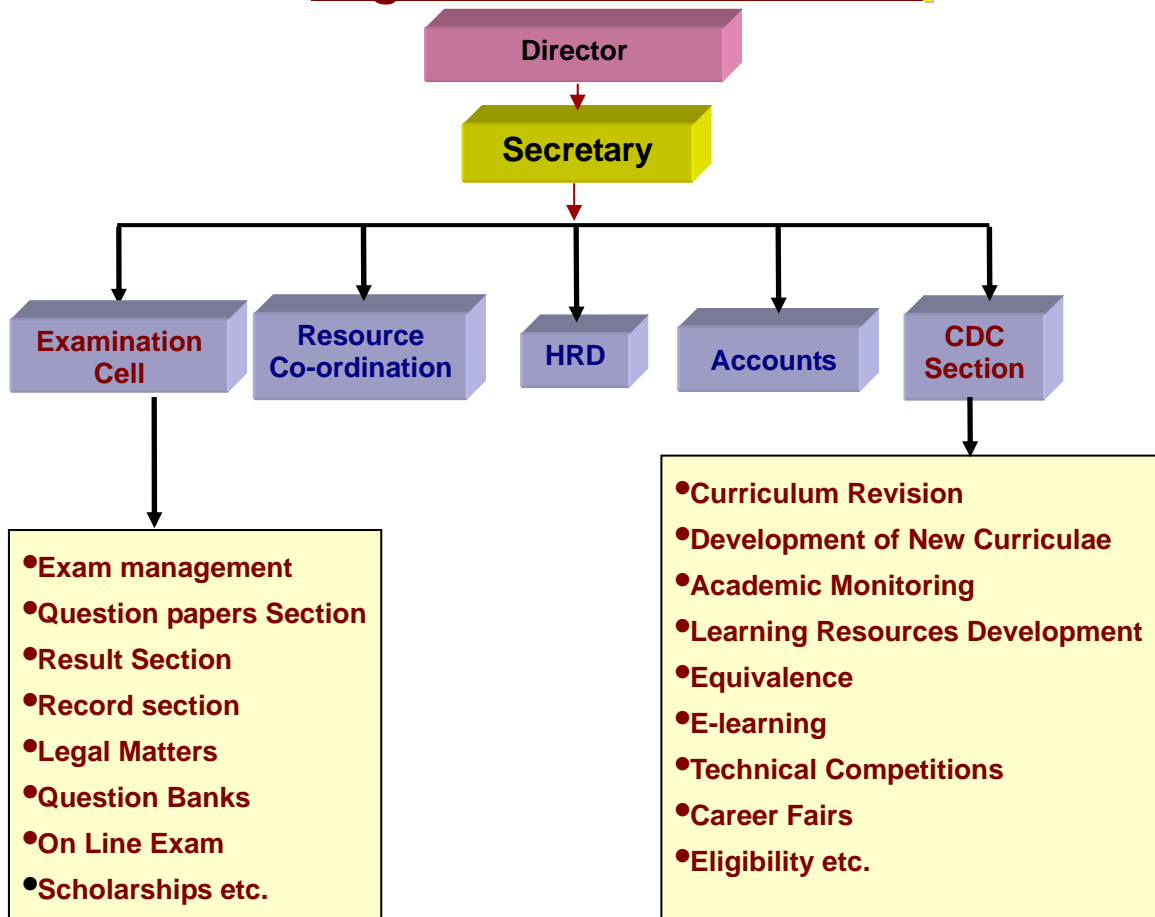 Director
Secretary
Examination
Cell
Resource
Co-ordination
HRD
Accounts
CDC
Section
•Exam management
•Question papers Section
•Result Section
•Record section
•Legal Matters
•Question Banks
•On Line Exam
•Scholarships etc.
•Curriculum Revision
•Development of New Curriculae
•Academic Monitoring
•Learning Resources Development
•Equivalence
•E-learning
•Technical Competitions
•Career Fairs
•Eligibility etc.